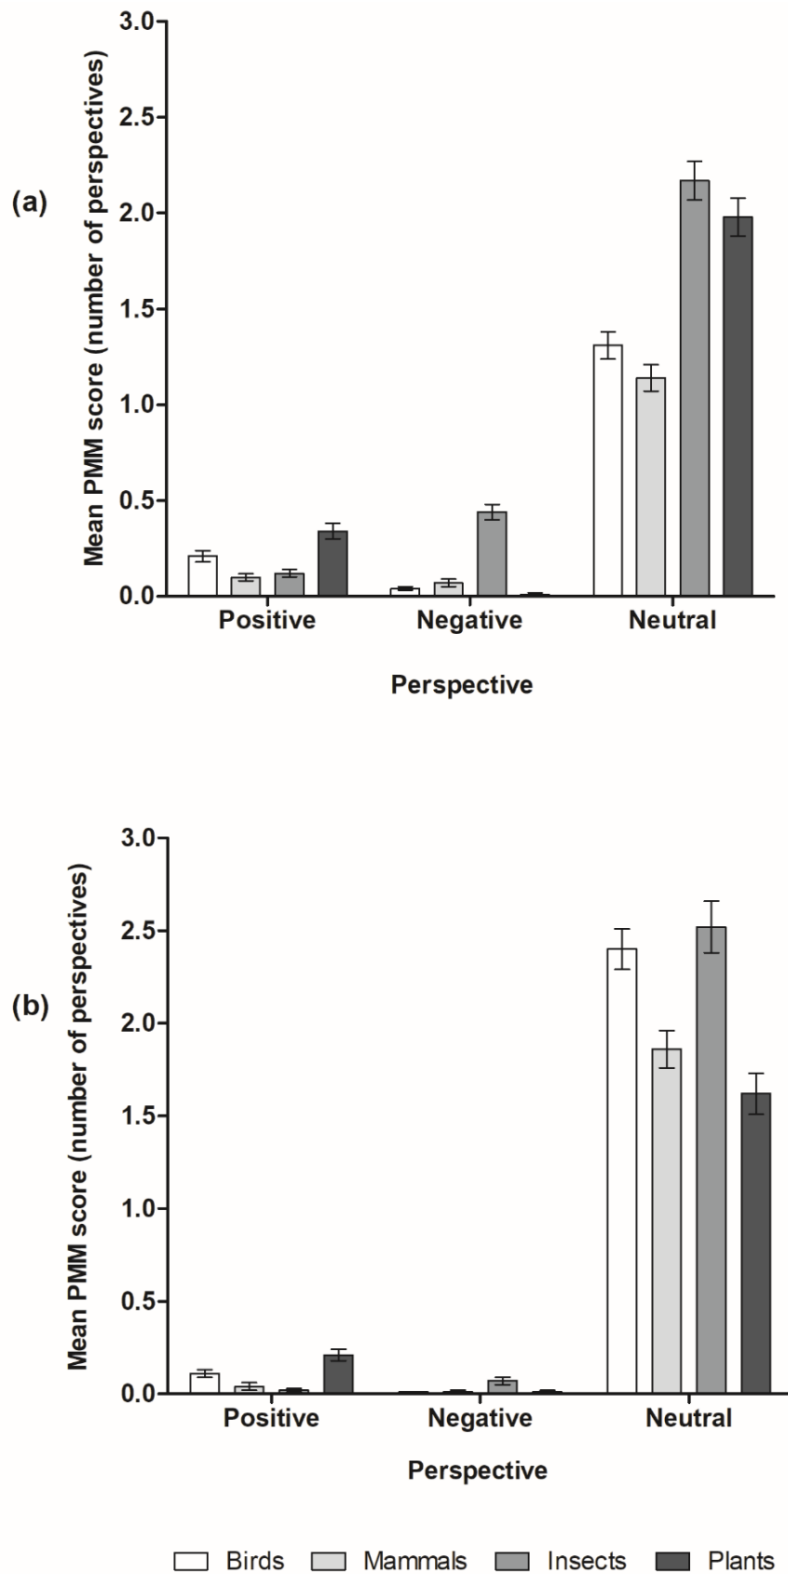 (a)
Mean PMM score (number of perspectives)
3.0
2.5
2.0
1.5
1.0
0.5
0.0
Positive Negative Neutral
Perspective
(b)
Mean PMM score (number of perspectives)
3.0
2.5
2.0
1.5
1.0
0.5
0.0
Positive Negative Neutral
Perspective
Birds Mammals Insects Plants